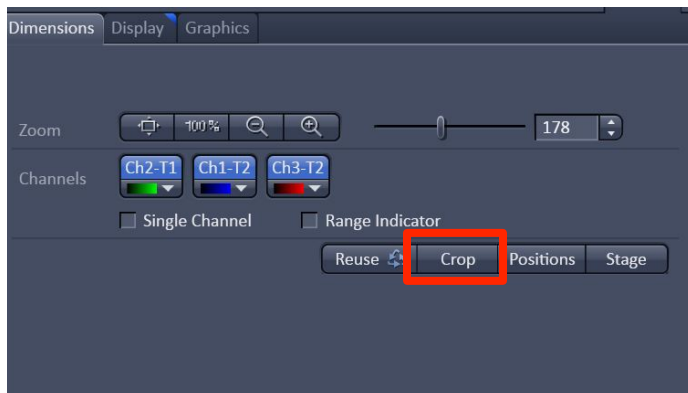 Dimensions Display Graphics
Zoom 100% 178
Channels Ch2-T1 Ch1-T2 Ch3-T2
Single Channel Range Indicator
Reuse Crop Positions Stage